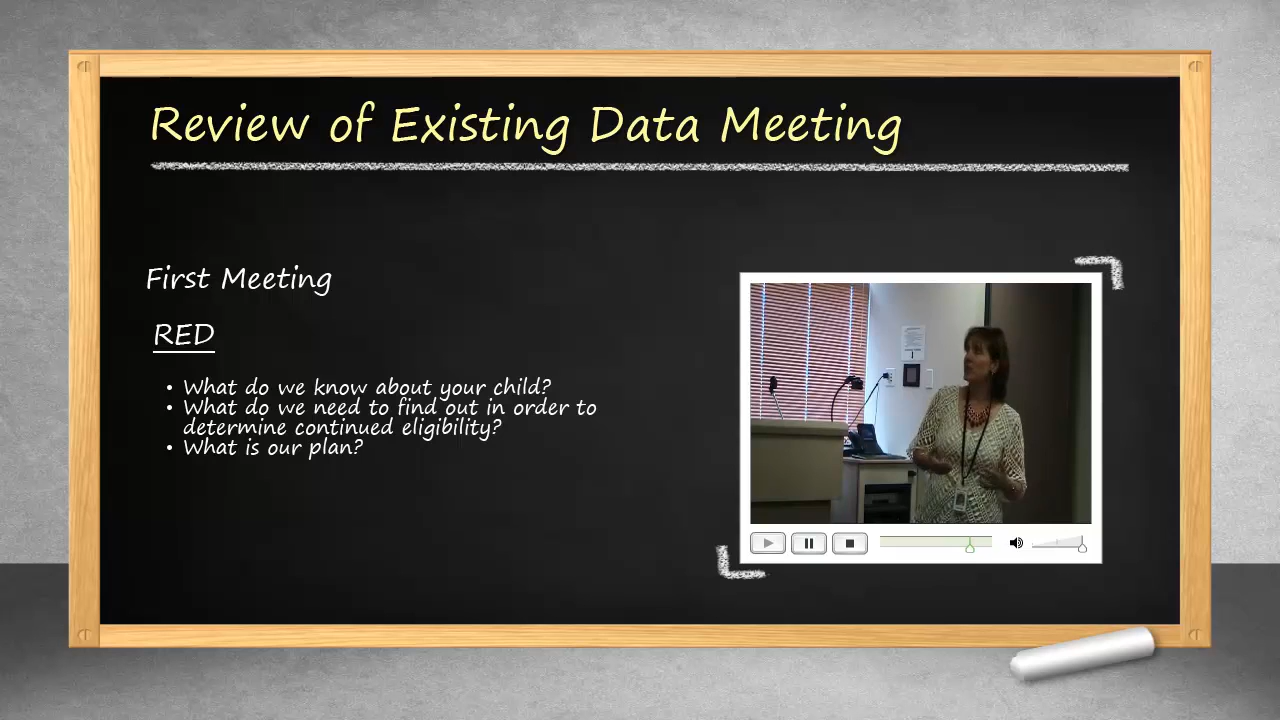 Review of Existing Data Meeting
First Meeting
RED
• What do we know about your child?
• What do we need to find out in order to
determine continued eligibility?
• What is our plan?